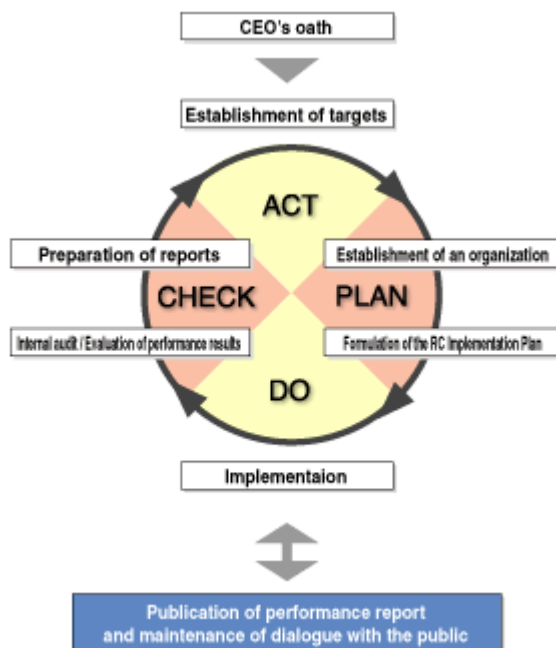 CEO's oath
Establishment of targets
ACT
Preparation of reports
Establishment of an organization
CHECK
PLAN
Internal audit / Evaluation of performance results
Formulation of the RC Implementation Plan
DO
Implementaion
Publication of performance report
and maintenance of dialogue with the public